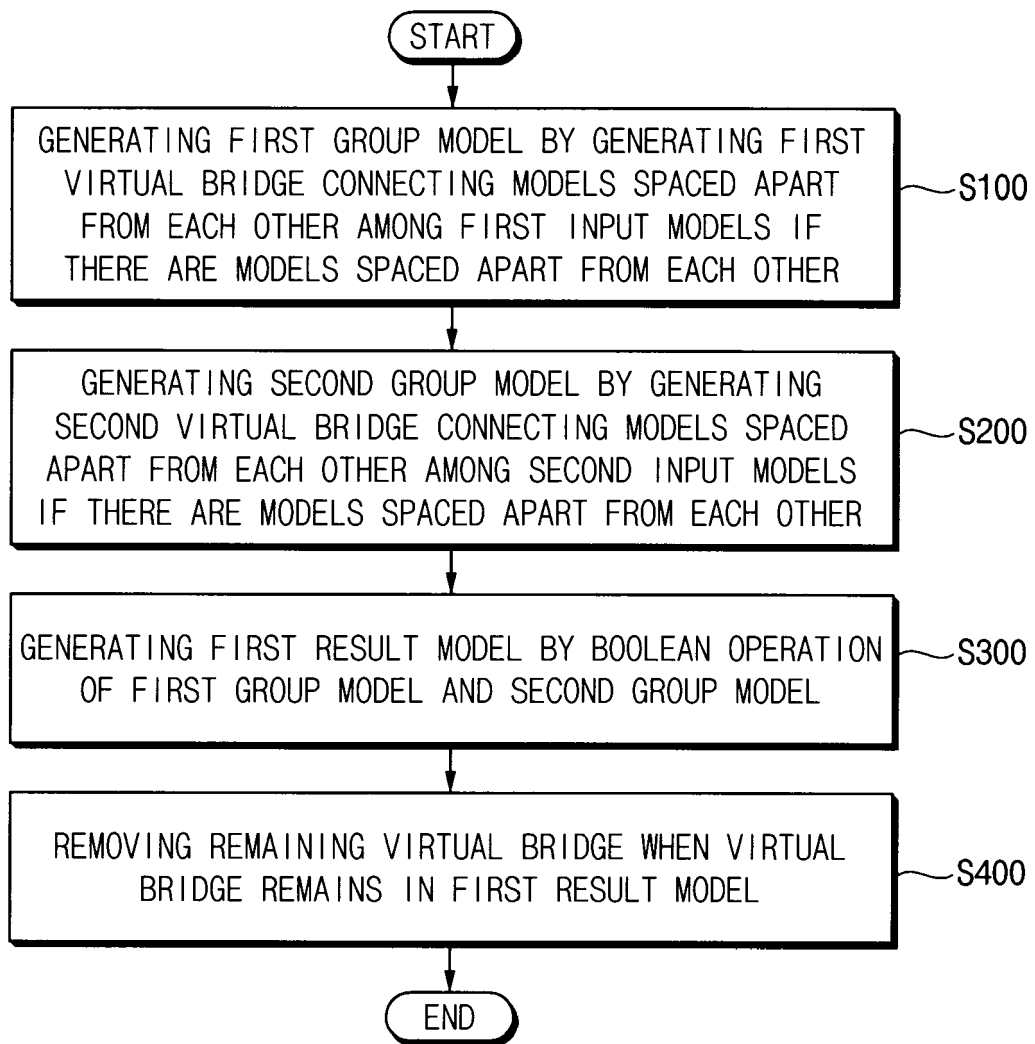 START
GENERATING FIRST GROUP MODEL BY GENERATING FIRST
VIRTUAL BRIDGE CONNECTING MODELS SPACED APART
FROM EACH OTHER AMONG FIRST INPUT MODELS IF
THERE ARE MODELS SPACED APART FROM EACH OTHER
S100
GENERATING SECOND GROUP MODEL BY GENERATING
SECOND VIRTUAL BRIDGE CONNECTING MODELS SPACED
APART FROM EACH OTHER AMONG SECOND INPUT MODELS
IF THERE ARE MODELS SPACED APART FROM EACH OTHER
S200
GENERATING FIRST RESULT MODEL BY BOOLEAN OPERATION
OF FIRST GROUP MODEL AND SECOND GROUP MODEL
S300
REMOVING REMAINING VIRTUAL BRIDGE WHEN VIRTUAL
BRIDGE REMAINS IN FIRST RESULT MODEL
S400
END